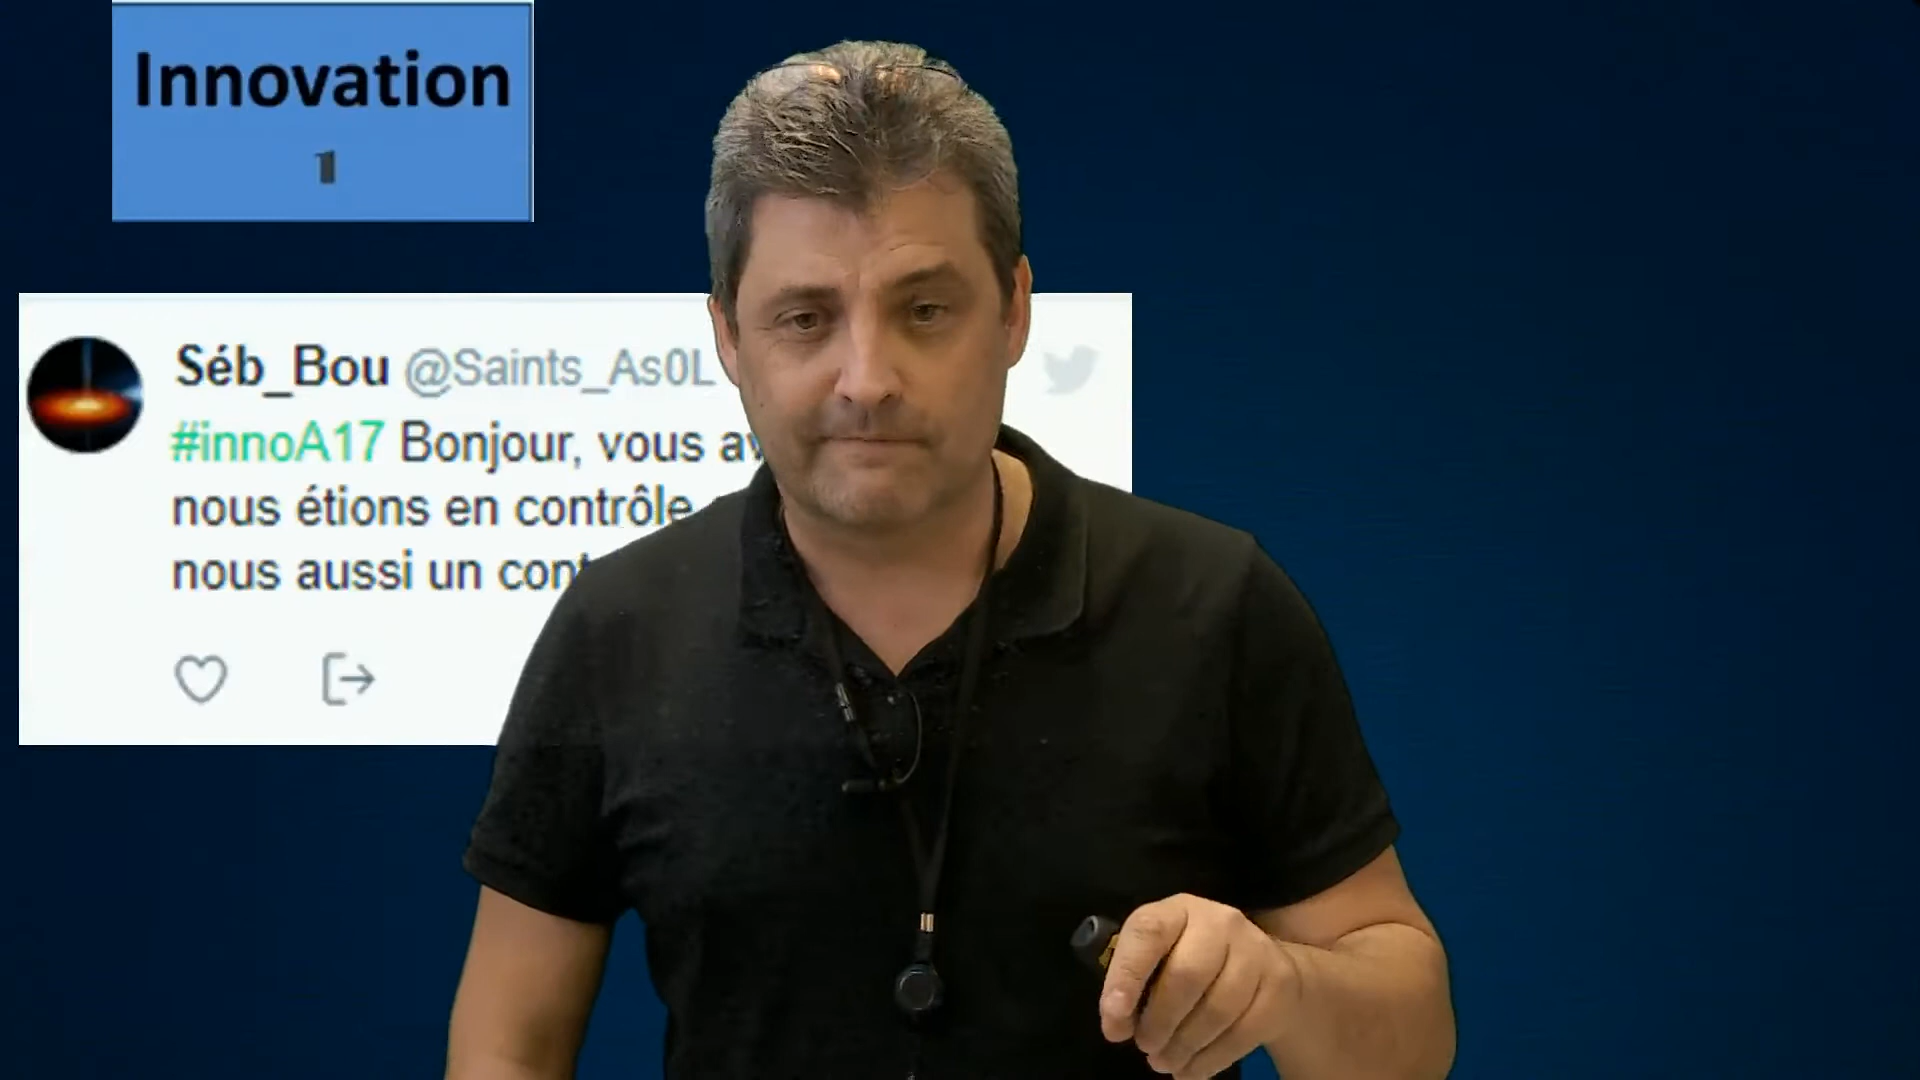 Innovation
1
Séb_Bou @Saints_As0L
#innoA17 Bonjour, vous
nous étions en contrôle
nous aussi un